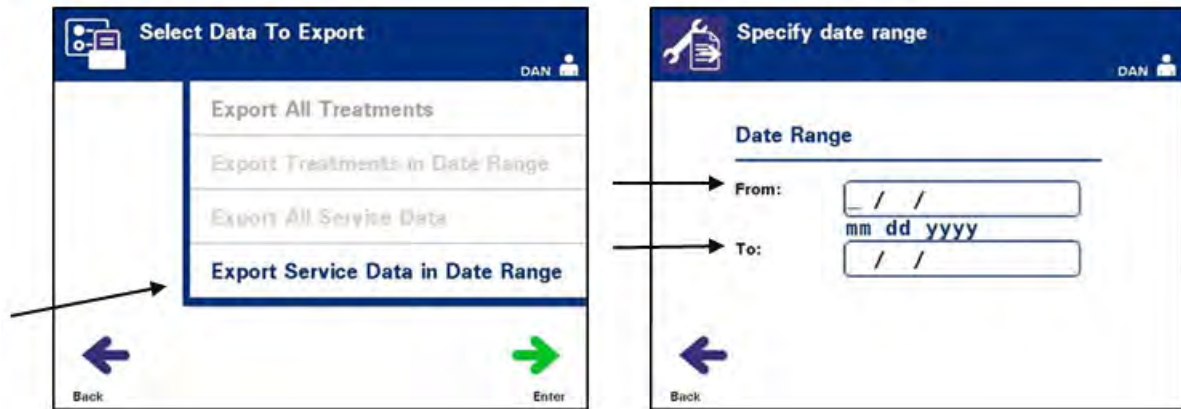 Select Data To Export
DAN
Export All Treatments
Export Treatments in Date Range
Export All Service Data
Export Service Data in Date Range
Back
Enter
Specify date range
DAN
Date Range
From:
_ / /
mm dd yyyy
To:
/ /
Back